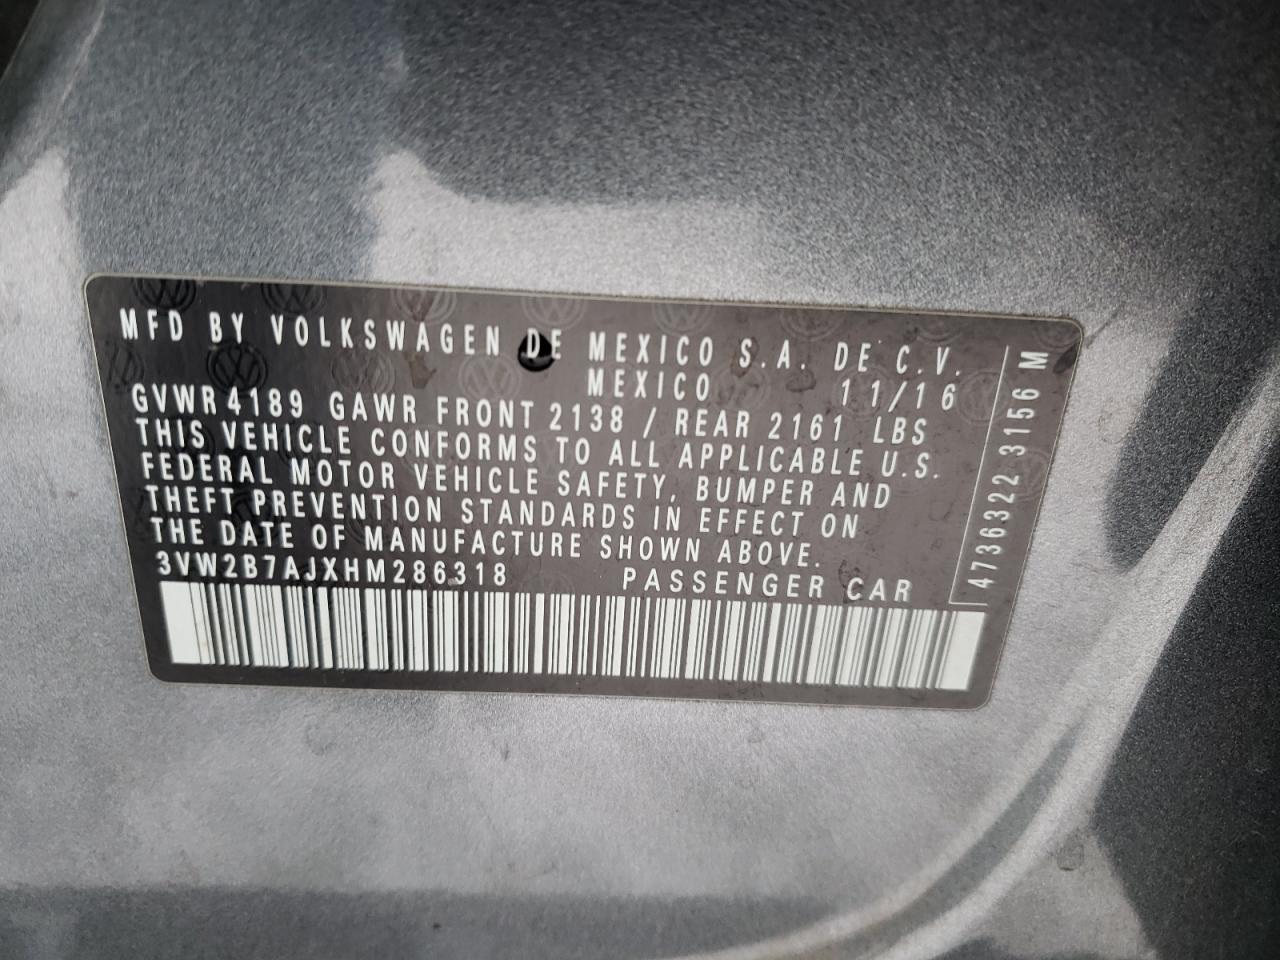 MFD BY VOLKSWAGEN DE MEXICO S.A. DE C.V.
MEXICO 11/16
GVWR 4189 GAWR FRONT 2138 / REAR 2161 LBS
THIS VEHICLE CONFORMS TO ALL APPLICABLE U.S.
FEDERAL MOTOR VEHICLE SAFETY, BUMPER AND
THEFT PREVENTION STANDARDS IN EFFECT ON
THE DATE OF MANUFACTURE SHOWN ABOVE.
3VW2B7AJXHM286318 PASSENGER CAR
4736322 3156 M